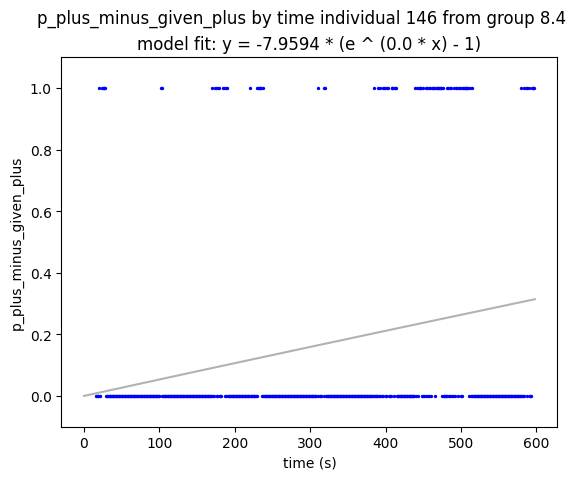 p_plus_minus_given_plus by time individual 146 from group 8.4
model fit: y = -7.9594 * (e ^ (0.0 * x) - 1)
1.0
0.8
0.6
0.4
0.2
0.0
p_plus_minus_given_plus
0 100 200 300 400 500 600
time (s)